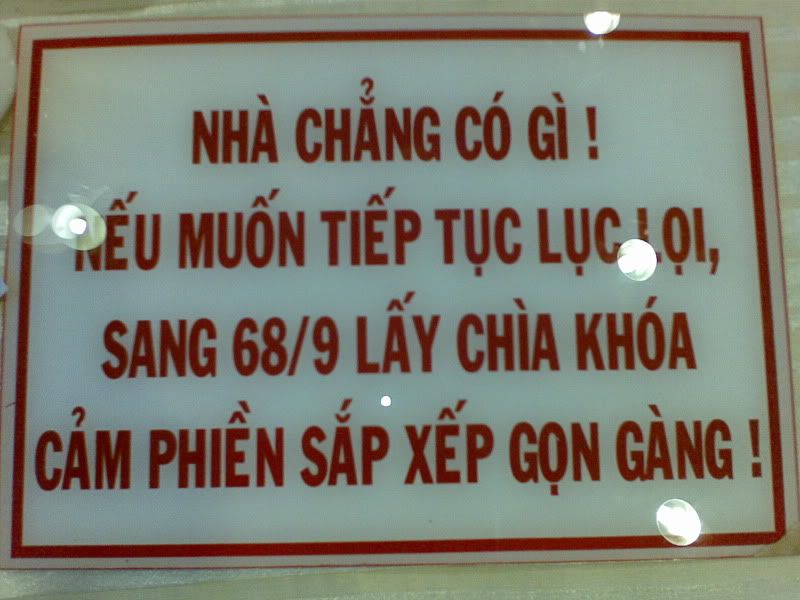 NHÀ CHẲNG CÓ GÌ !
NẾU MUỐN TIẾP TỤC LỤC LỌI,
SANG 68/9 LẤY CHÌA KHÓA
CẢM PHIỀN SẮP XẾP GỌN GÀNG !